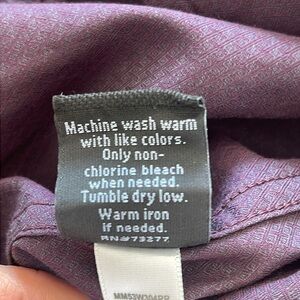 Machine wash warm
with like colors.
Only non-
chlorine bleach
when needed.
Tumble dry low.
Warm iron
if needed.
RN#73277